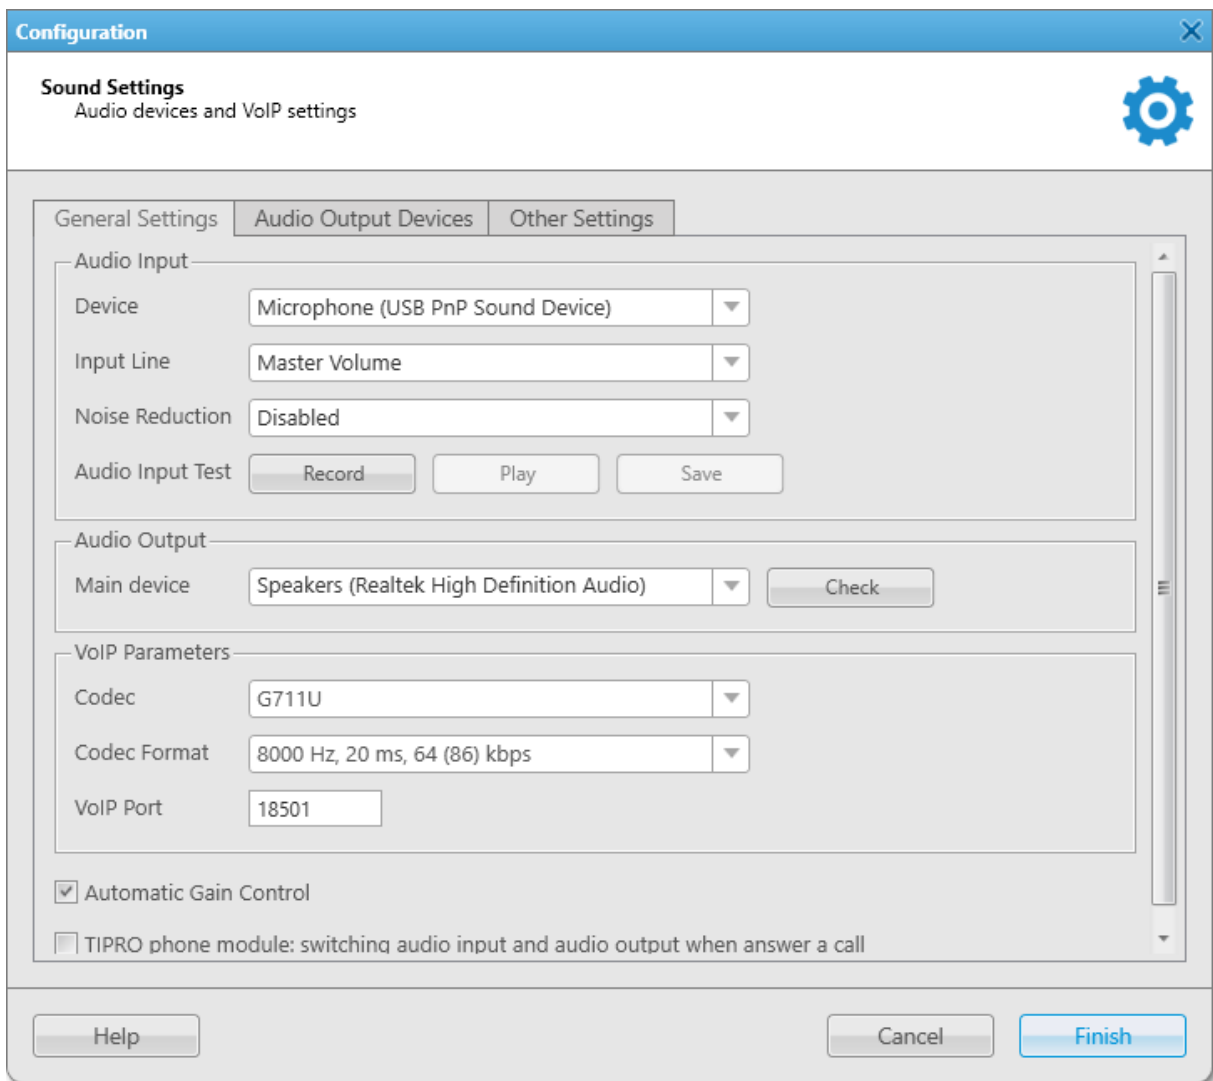 Configuration
Sound Settings
Audio devices and VoIP settings
General Settings
Audio Output Devices
Other Settings
Audio Input
Device
Microphone (USB PnP Sound Device)
Input Line
Master Volume
Noise Reduction
Disabled
Audio Input Test
Record
Play
Save
Audio Output
Main device
Speakers (Realtek High Definition Audio)
Check
VoIP Parameters
Codec
G711U
Codec Format
8000 Hz, 20 ms, 64 (86) kbps
VoIP Port
18501
Automatic Gain Control
TIPRO phone module: switching audio input and audio output when answer a call
Help
Cancel
Finish